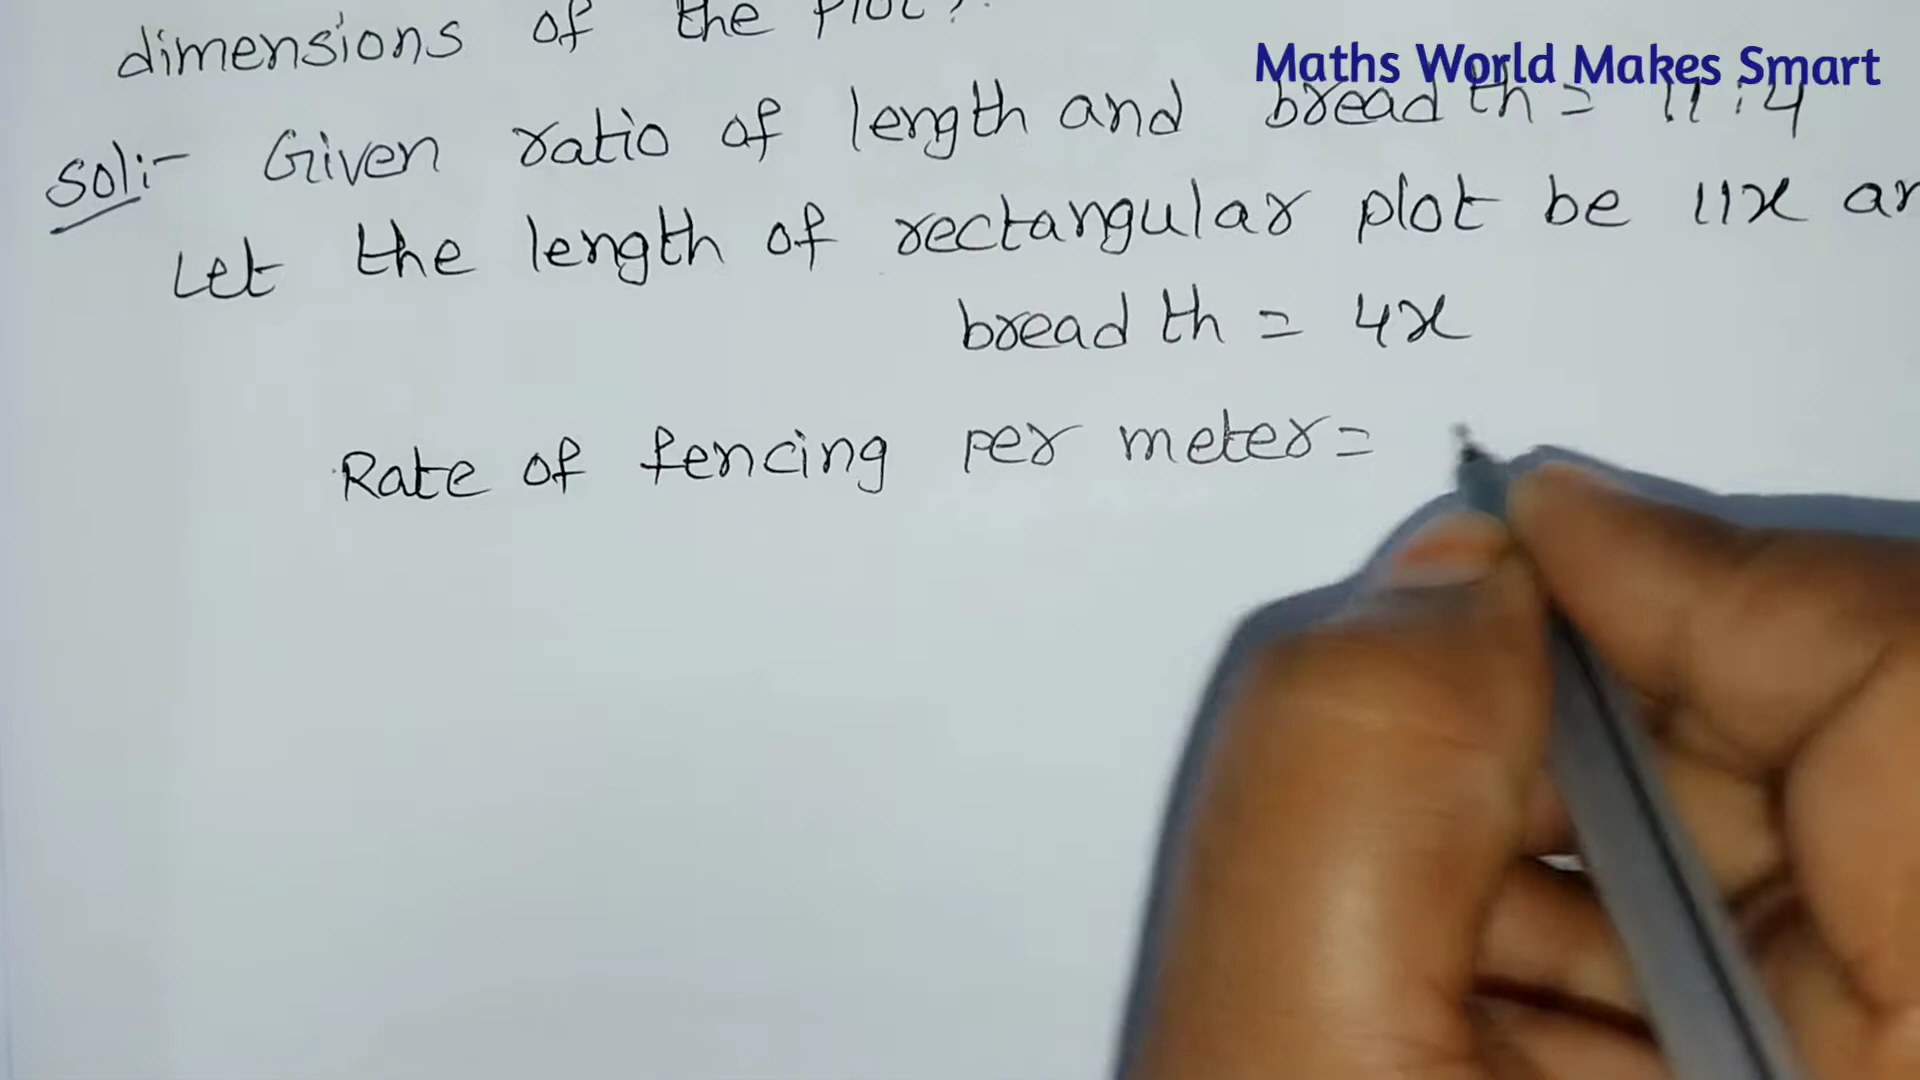 dimensions of the plot?
Maths World Makes Smart
Sol:- Given ratio of length and breadth = 11:4
Let the length of rectangular plot be 11x
breadth = 4x
Rate of fencing per meter =